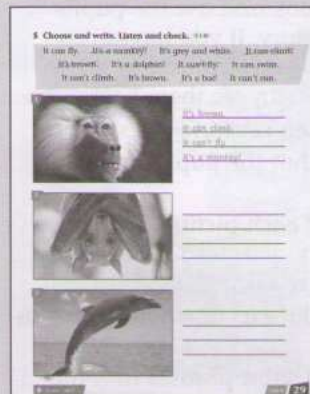 5 Choose and write. Listen and check.
It can fly. It's a monkey! It's grey and white. It can climb.
It's brown. It's a dolphin! It can't fly. It can swim.
It can't climb. It's brown. It's a bat! It can't run.
It's brown.
It can climb.
It can't fly.
It's a monkey!
29